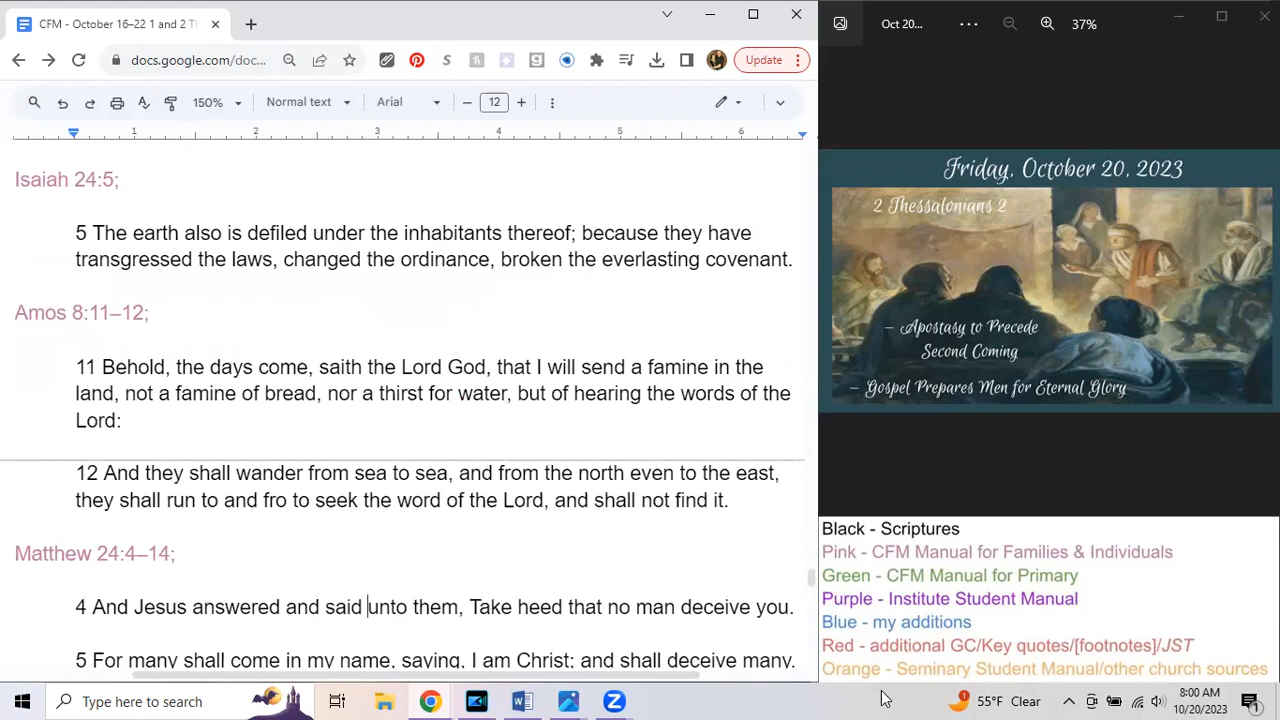 CFM - October 16–22 1 and 2 Th
docs.google.com/doc...
Update
150%
Normal text
Arial
12
1 2 3 4 5 6
Isaiah 24:5;
5 The earth also is defiled under the inhabitants thereof; because they have
transgressed the laws, changed the ordinance, broken the everlasting covenant.
Amos 8:11–12;
11 Behold, the days come, saith the Lord God, that I will send a famine in the
land, not a famine of bread, nor a thirst for water, but of hearing the words of the
Lord:
12 And they shall wander from sea to sea, and from the north even to the east,
they shall run to and fro to seek the word of the Lord, and shall not find it.
Matthew 24:4–14;
4 And Jesus answered and said unto them, Take heed that no man deceive you.
5 For many shall come in my name, saying, I am Christ; and shall deceive many.
Oct 20...
37%
Friday, October 20, 2023
2 Thessalonians 2
– Apostasy to Precede
Second Coming
– Gospel Prepares Men for Eternal Glory
Black - Scriptures
Pink - CFM Manual for Families & Individuals
Green - CFM Manual for Primary
Purple - Institute Student Manual
Blue - my additions
Red - additional GC/Key quotes/[footnotes]/JST
Orange - Seminary Student Manual/other church sources
Type here to search
1
55°F Clear
8:00 AM
10/20/2023